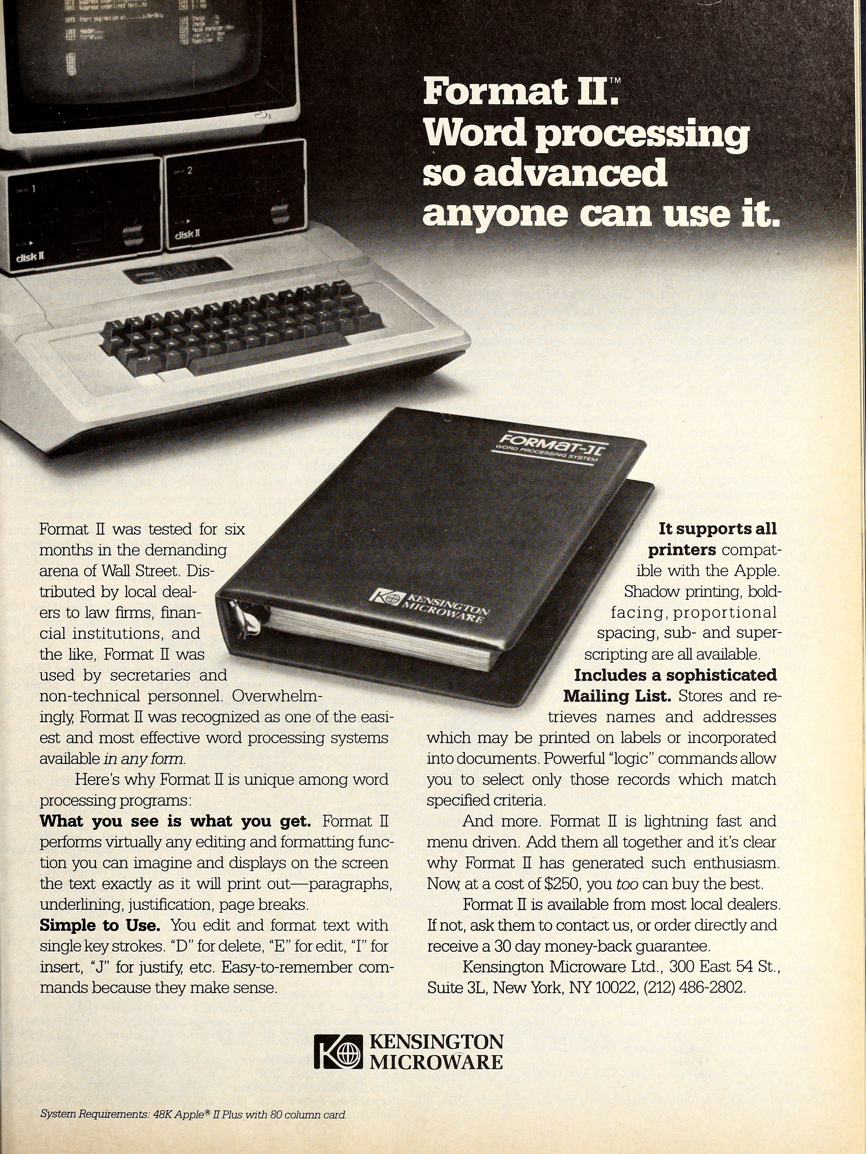 Format II.™
Word processing
so advanced
anyone can use it.
1
2
disk II
disk II
FORMAT-II
WORD PROCESSING SYSTEM
KENSINGTON
MICROWARE
Format II was tested for six
months in the demanding
arena of Wall Street. Dis-
tributed by local deal-
ers to law firms, finan-
cial institutions, and
the like, Format II was
used by secretaries and
non-technical personnel. Overwhelm-
ingly, Format II was recognized as one of the easi-
est and most effective word processing systems
available in any form.
Here's why Format II is unique among word
processing programs:
What you see is what you get. Format II
performs virtually any editing and formatting func-
tion you can imagine and displays on the screen
the text exactly as it will print out—paragraphs,
underlining, justification, page breaks.
Simple to Use. You edit and format text with
single key strokes. "D" for delete, "E" for edit, "I" for
insert, "J" for justify, etc. Easy-to-remember com-
mands because they make sense.
It supports all
printers compat-
ible with the Apple.
Shadow printing, bold-
facing, proportional
spacing, sub- and super-
scripting are all available.
Includes a sophisticated
Mailing List. Stores and re-
trieves names and addresses
which may be printed on labels or incorporated
into documents. Powerful "logic" commands allow
you to select only those records which match
specified criteria.
And more. Format II is lightning fast and
menu driven. Add them all together and it's clear
why Format II has generated such enthusiasm.
Now, at a cost of $250, you too can buy the best.
Format II is available from most local dealers.
If not, ask them to contact us, or order directly and
receive a 30 day money-back guarantee.
Kensington Microware Ltd., 300 East 54 St.,
Suite 3L, New York, NY 10022, (212) 486-2802.
KENSINGTON
MICROWARE
System Requirements: 48K Apple® II Plus with 80 column card.